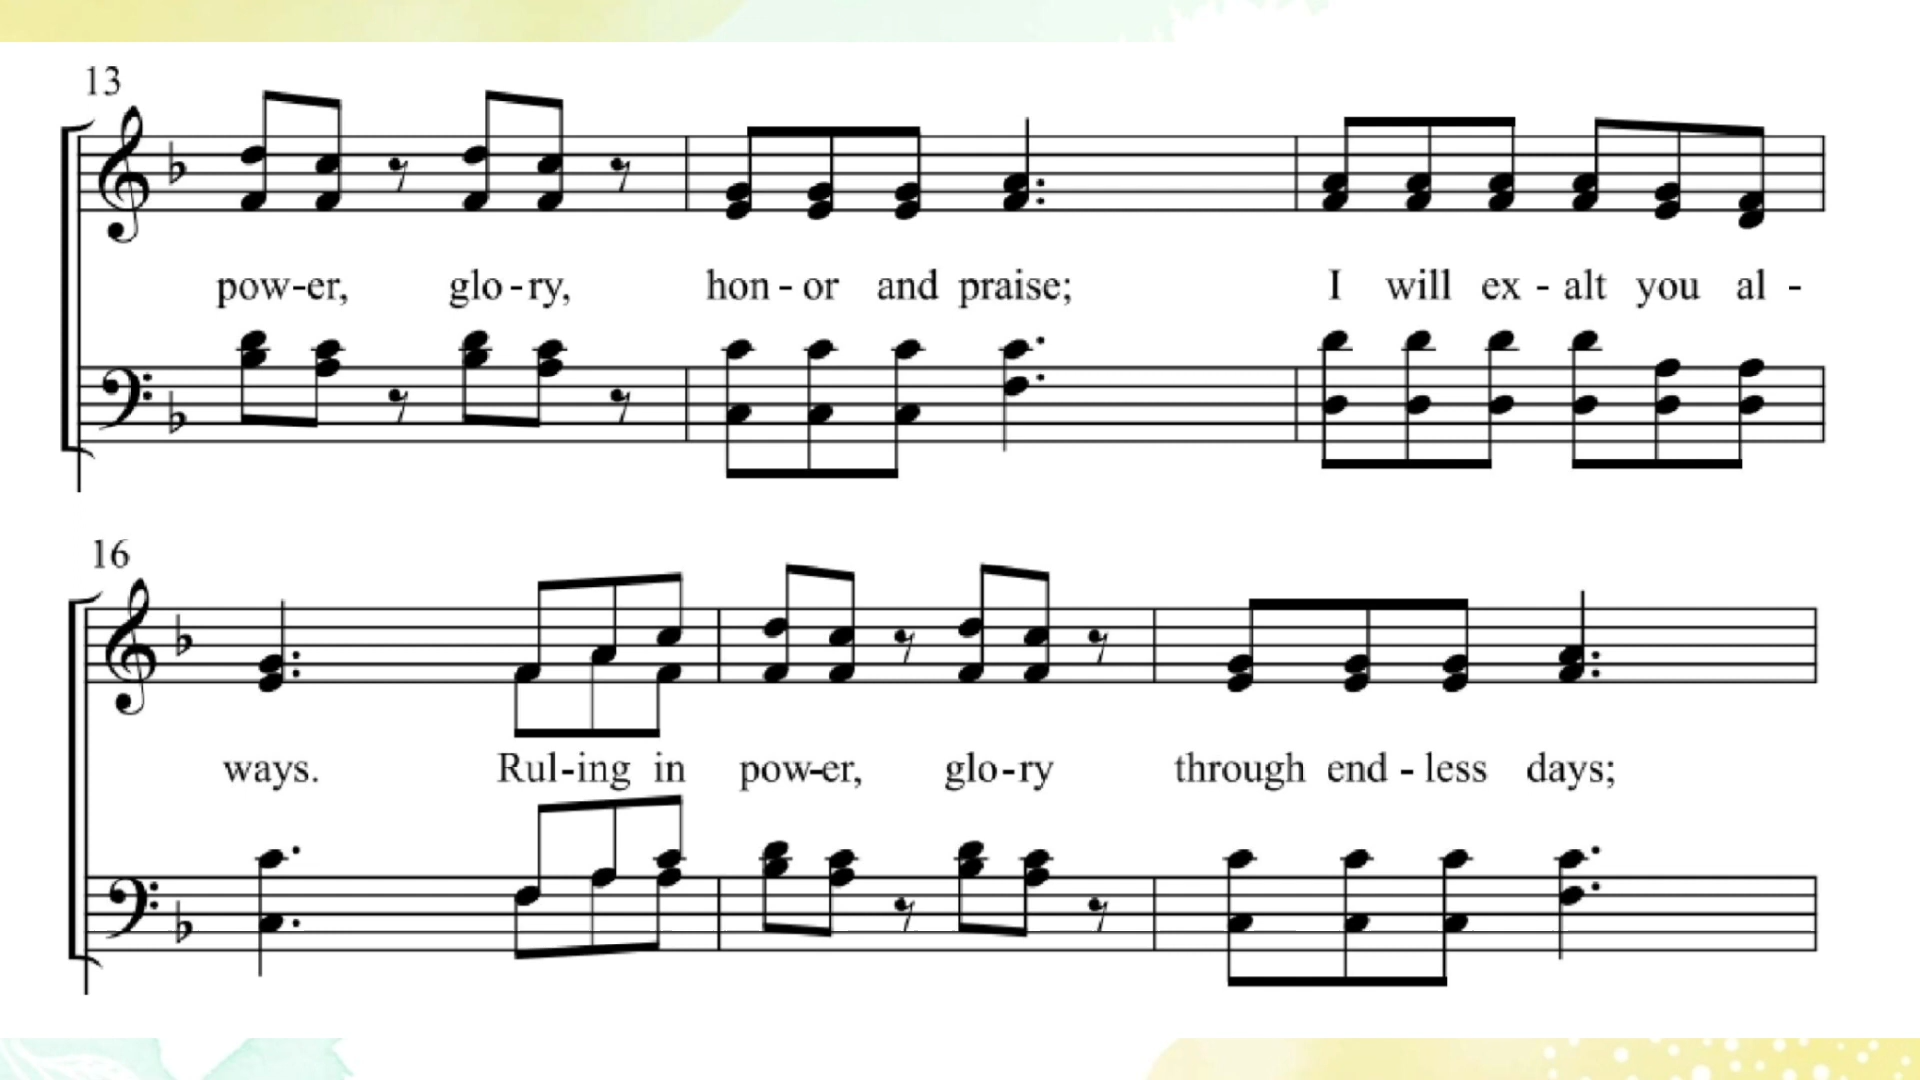 13
pow-er, glo-ry, hon-or and praise; I will ex-alt you al-
16
ways. Rul-ing in pow-er, glo-ry through end-less days;